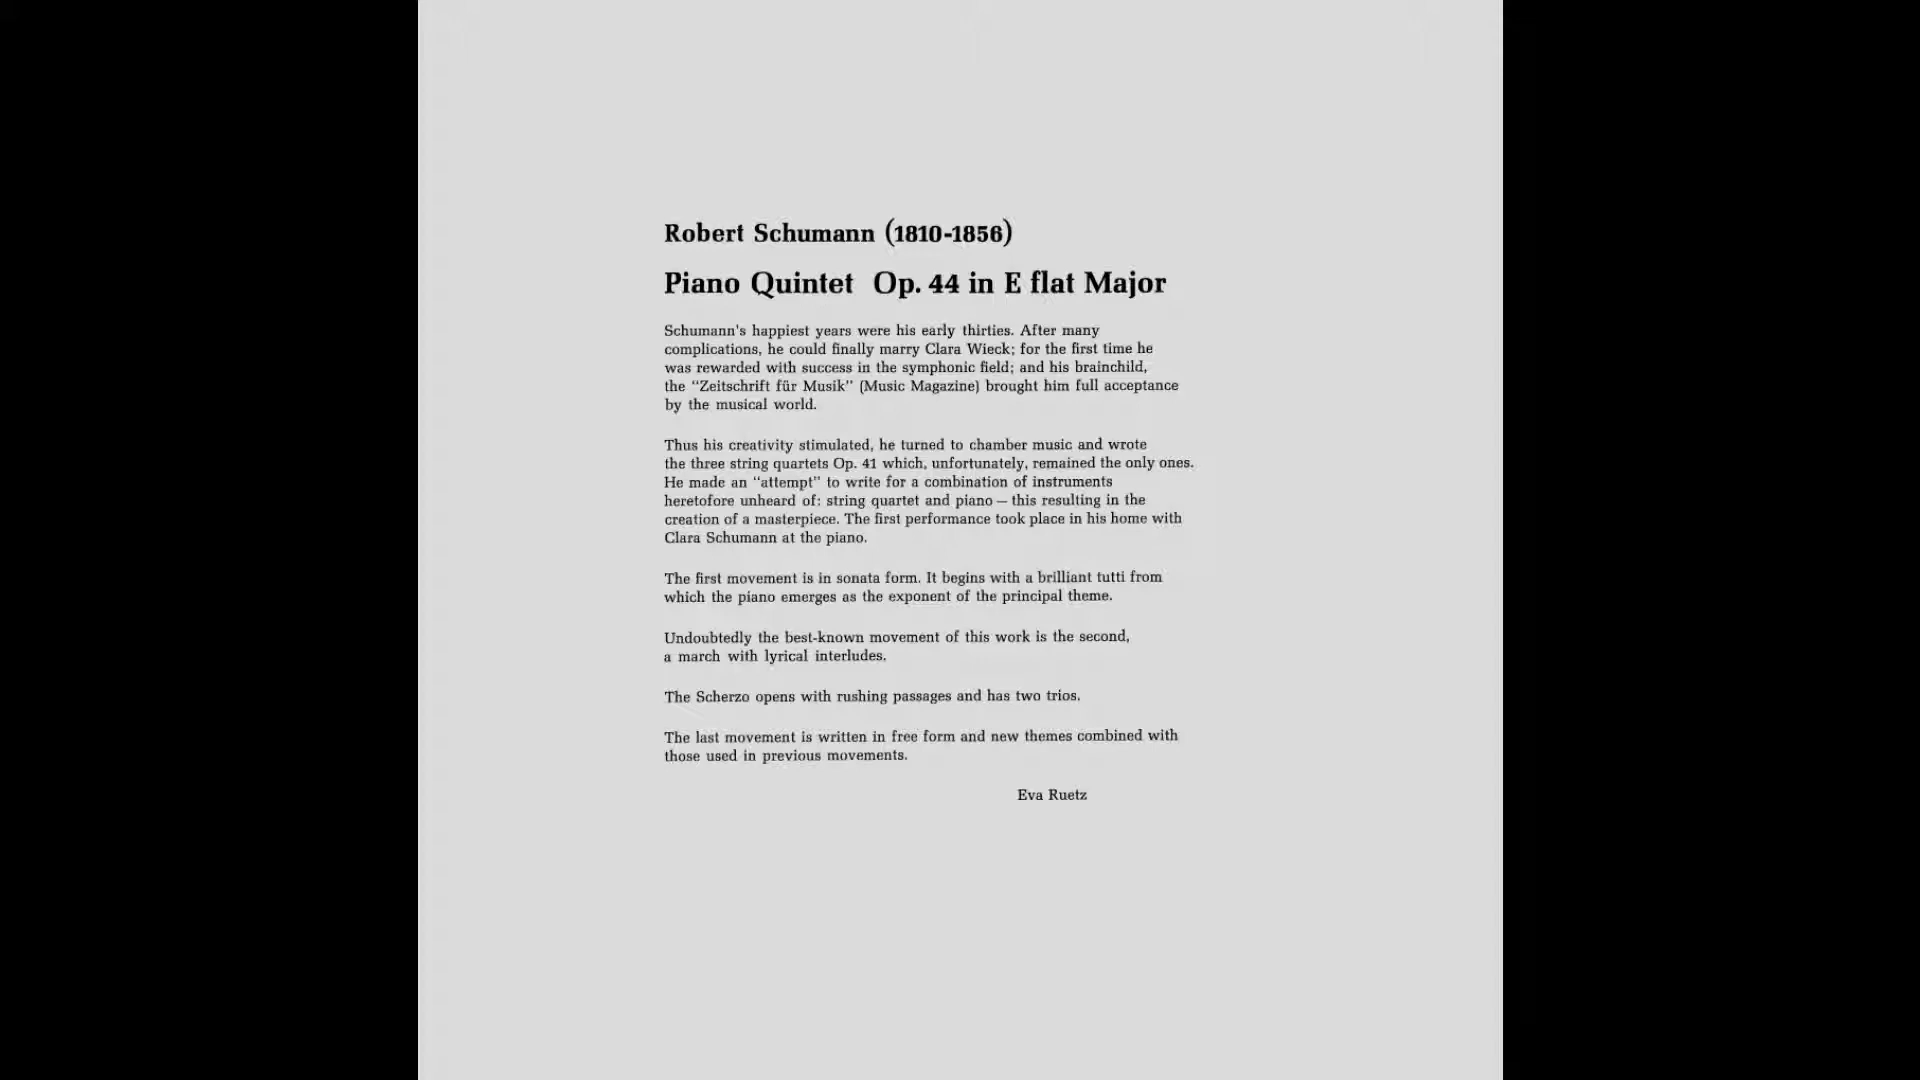 Robert Schumann (1810-1856)
Piano Quintet Op. 44 in E flat Major
Schumann's happiest years were his early thirties. After many
complications, he could finally marry Clara Wieck; for the first time he
was rewarded with success in the symphonic field; and his brainchild,
the “Zeitschrift für Musik” (Music Magazine) brought him full acceptance
by the musical world.
Thus his creativity stimulated, he turned to chamber music and wrote
the three string quartets Op. 41 which, unfortunately, remained the only ones.
He made an “attempt” to write for a combination of instruments
heretofore unheard of: string quartet and piano – this resulting in the
creation of a masterpiece. The first performance took place in his home with
Clara Schumann at the piano.
The first movement is in sonata form. It begins with a brilliant tutti from
which the piano emerges as the exponent of the principal theme.
Undoubtedly the best-known movement of this work is the second,
a march with lyrical interludes.
The Scherzo opens with rushing passages and has two trios.
The last movement is written in free form and new themes combined with
those used in previous movements.
Eva Ruetz